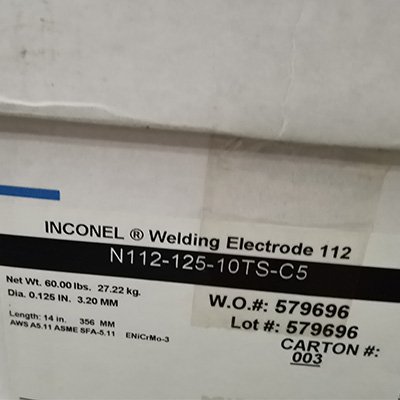 INCONEL ® Welding Electrode 112
N112-125-10TS-C5
Net Wt. 60.00 lbs. 27.22 kg.
Dia. 0.125 IN. 3.20 MM
Length: 14 in. 356 MM
AWS A5.11 ASME SFA-5.11 ENiCrMo-3
W.O.#: 579696
Lot #: 579696
CARTON #:
003